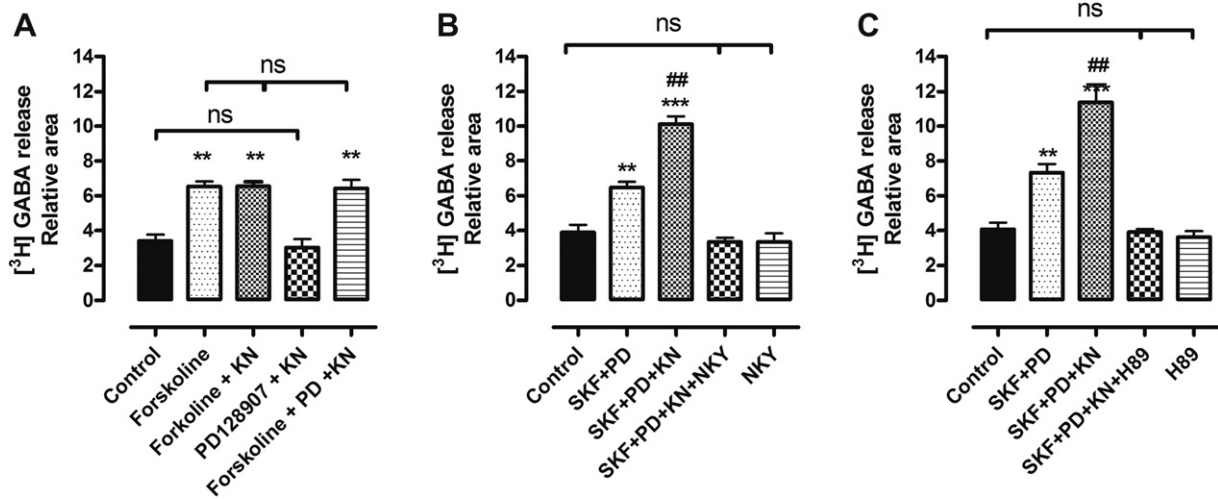 A
ns
ns
[³H] GABA release
Relative area
14
12
10
8
6
4
2
0
**
**
**
Control
Forskoline
Forkoline + KN
PD128907 + KN
Forskoline + PD +KN
B
ns
[³H] GABA release
Relative area
14
12
10
8
6
4
2
0
**
##
***
Control
SKF+PD
SKF+PD+KN
SKF+PD+KN+NKY
NKY
C
ns
[³H] GABA release
Relative area
14
12
10
8
6
4
2
0
**
##
***
Control
SKF+PD
SKF+PD+KN
SKF+PD+KN+H89
H89